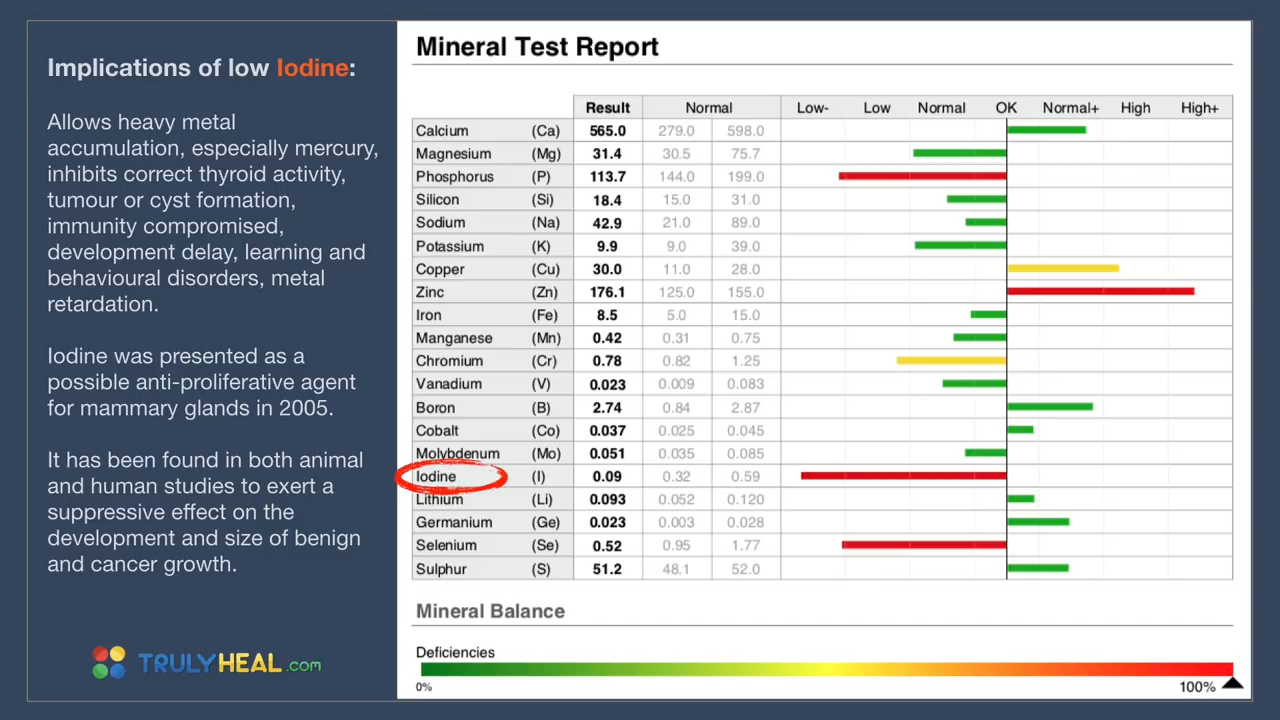 Implications of low Iodine:
Allows heavy metal
accumulation, especially mercury,
inhibits correct thyroid activity,
tumour or cyst formation,
immunity compromised,
development delay, learning and
behavioural disorders, metal
retardation.
Iodine was presented as a
possible anti-proliferative agent
for mammary glands in 2005.
It has been found in both animal
and human studies to exert a
suppressive effect on the
development and size of benign
and cancer growth.
TRULYHEAL.com
Mineral Test Report
Result Normal Low- Low Normal OK Normal+ High High+
Calcium (Ca) 565.0 279.0 598.0
Magnesium (Mg) 31.4 30.5 75.7
Phosphorus (P) 113.7 144.0 199.0
Silicon (Si) 18.4 15.0 31.0
Sodium (Na) 42.9 21.0 89.0
Potassium (K) 9.9 9.0 39.0
Copper (Cu) 30.0 11.0 28.0
Zinc (Zn) 176.1 125.0 155.0
Iron (Fe) 8.5 5.0 15.0
Manganese (Mn) 0.42 0.31 0.75
Chromium (Cr) 0.78 0.82 1.25
Vanadium (V) 0.023 0.009 0.083
Boron (B) 2.74 0.84 2.87
Cobalt (Co) 0.037 0.025 0.045
Molybdenum (Mo) 0.051 0.035 0.085
Iodine (I) 0.09 0.32 0.59
Lithium (Li) 0.093 0.052 0.120
Germanium (Ge) 0.023 0.003 0.028
Selenium (Se) 0.52 0.95 1.77
Sulphur (S) 51.2 48.1 52.0
Mineral Balance
Deficiencies
0% 100%